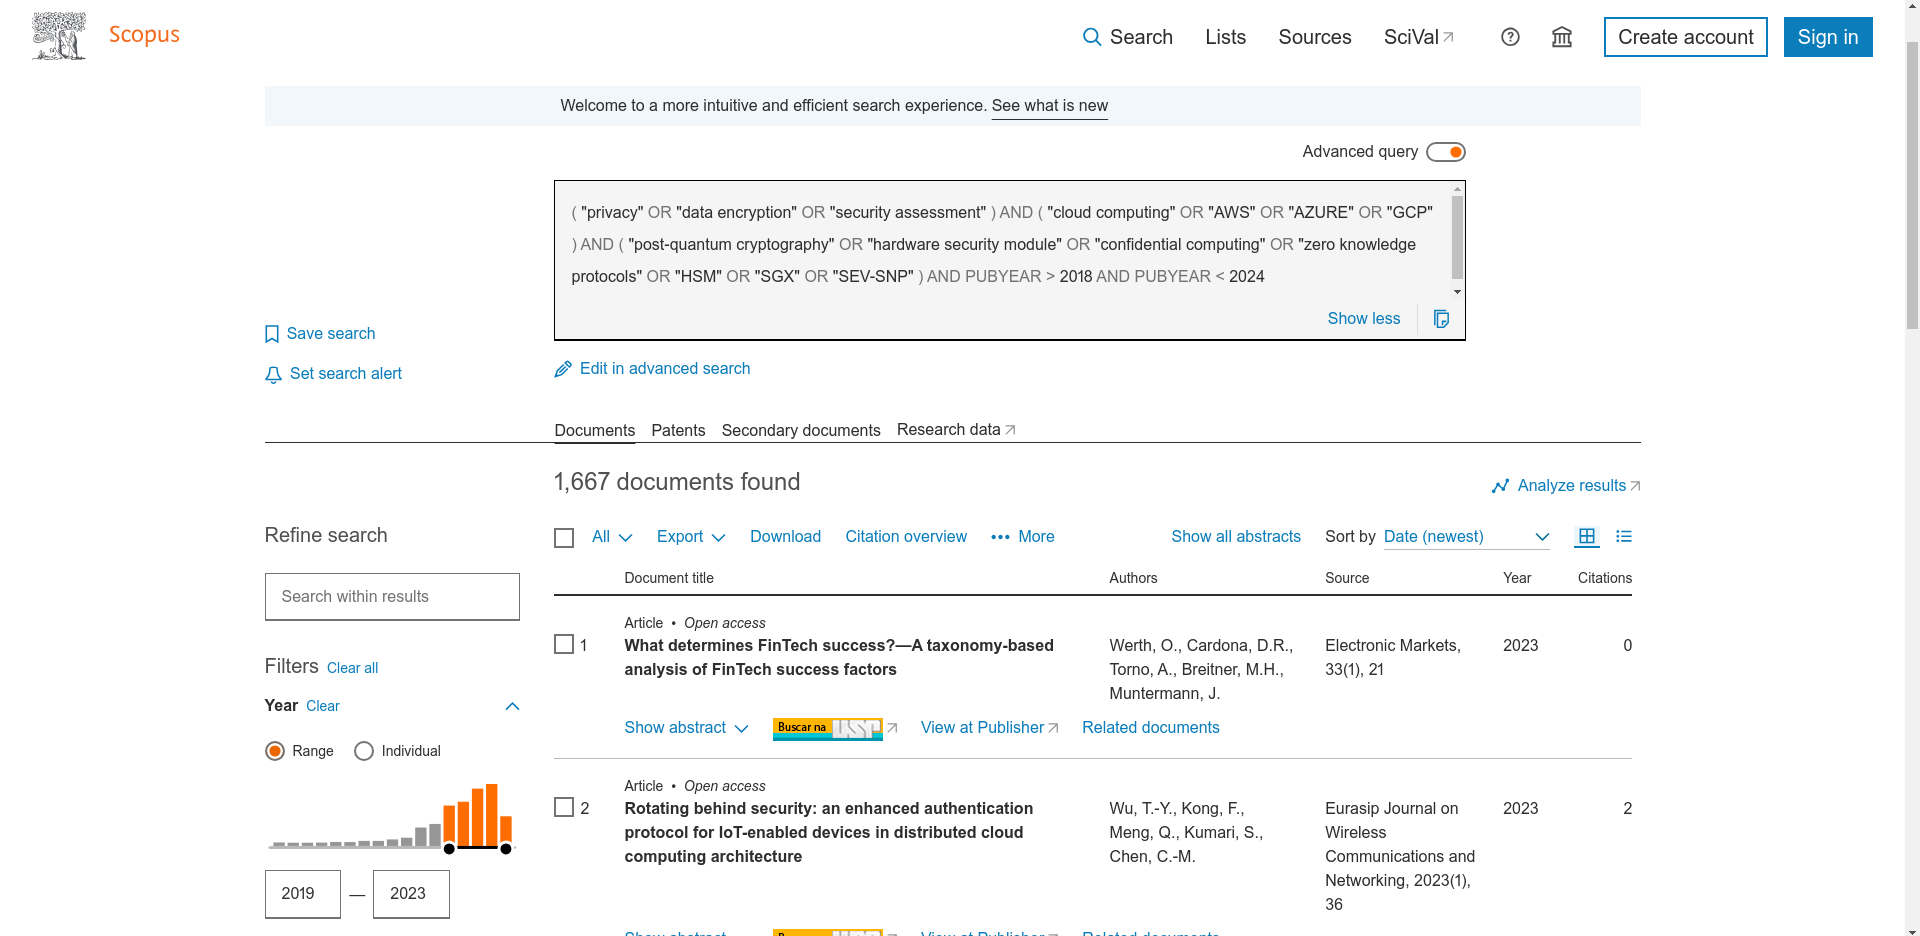 Scopus
Search
Lists
Sources
SciVal
Create account
Sign in
Welcome to a more intuitive and efficient search experience. See what is new
Advanced query
( "privacy" OR "data encryption" OR "security assessment" ) AND ( "cloud computing" OR "AWS" OR "AZURE" OR "GCP"
) AND ( "post-quantum cryptography" OR "hardware security module" OR "confidential computing" OR "zero knowledge
protocols" OR "HSM" OR "SGX" OR "SEV-SNP" ) AND PUBYEAR > 2018 AND PUBYEAR < 2024
Show less
Save search
Set search alert
Edit in advanced search
Documents
Patents
Secondary documents
Research data
1,667 documents found
Analyze results
Refine search
Search within results
Filters Clear all
Year Clear
Range
Individual
2019 — 2023
All
Export
Download
Citation overview
More
Show all abstracts
Sort by Date (newest)
Document title
Authors
Source
Year
Citations
Article • Open access
1
What determines FinTech success?—A taxonomy-based
analysis of FinTech success factors
Werth, O., Cardona, D.R.,
Torno, A., Breitner, M.H.,
Muntermann, J.
Electronic Markets,
33(1), 21
2023
0
Show abstract
Buscar na USP
View at Publisher
Related documents
Article • Open access
2
Rotating behind security: an enhanced authentication
protocol for IoT-enabled devices in distributed cloud
computing architecture
Wu, T.-Y., Kong, F.,
Meng, Q., Kumari, S.,
Chen, C.-M.
Eurasip Journal on
Wireless
Communications and
Networking, 2023(1),
36
2023
2